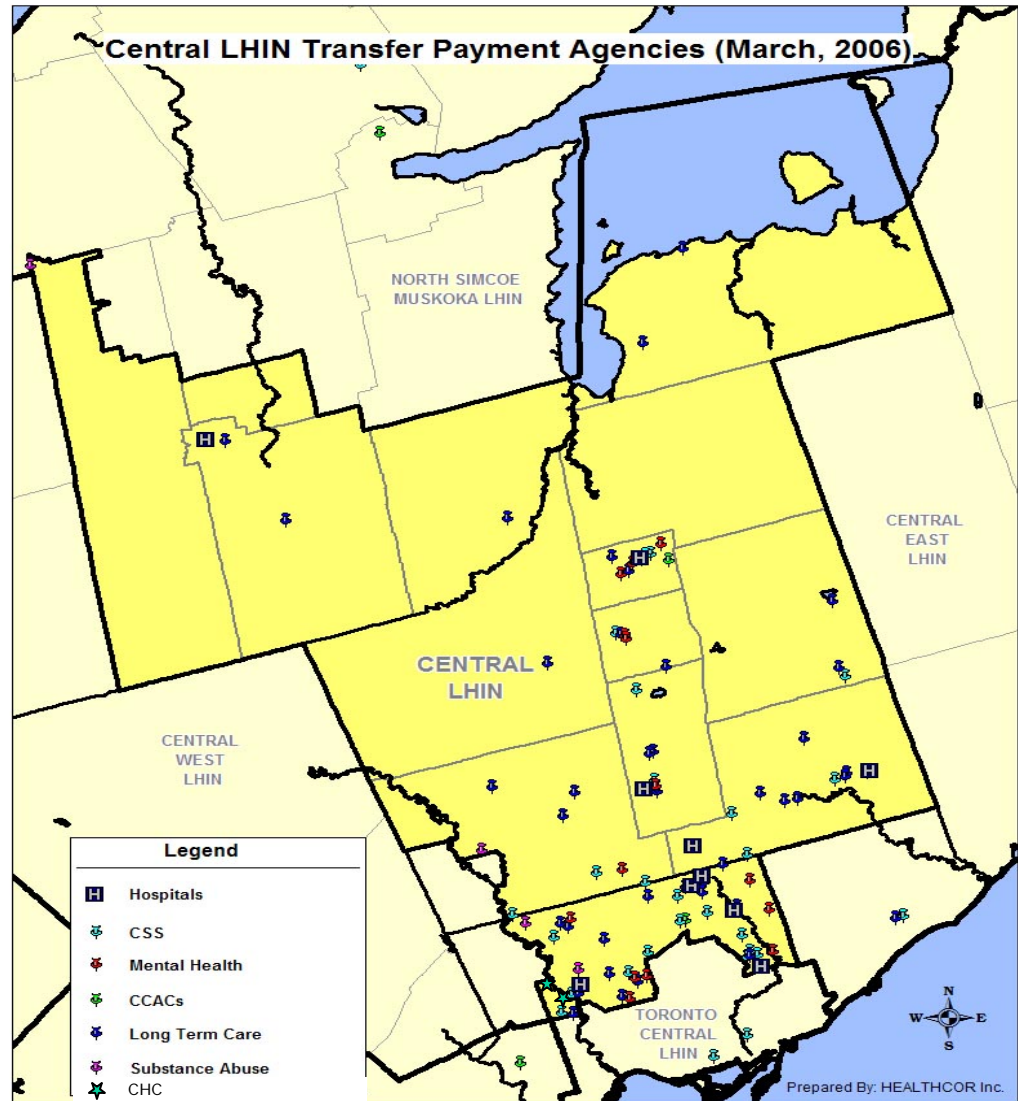 Central LHIN Transfer Payment Agencies (March, 2006)
NORTH SIMCOE
MUSKOKA LHIN
H
CENTRAL
EAST
LHIN
H
CENTRAL
LHIN
CENTRAL
WEST
LHIN
H
H
H
H
H
H
H
H
TORONTO
CENTRAL
LHIN
Legend
H Hospitals
CSS
Mental Health
CCACs
Long Term Care
Substance Abuse
CHC
N
W E
S
Prepared By: HEALTHCOR Inc.